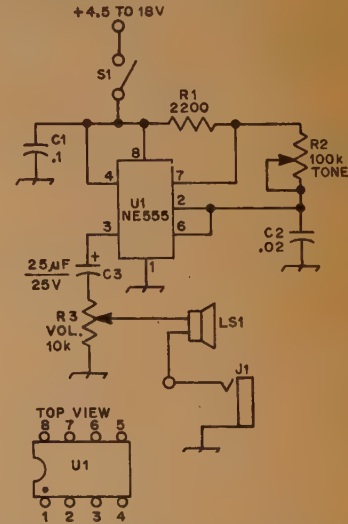 +4.5 TO 18V
S1
R1
2200
C1
.1
R2
100k
TONE
8
4
7
U1
NE555
2
3
6
1
C2
.02
25µF
25V
+
C3
R3
VOL.
10k
LS1
J1
TOP VIEW
8 7 6 5
U1
1 2 3 4